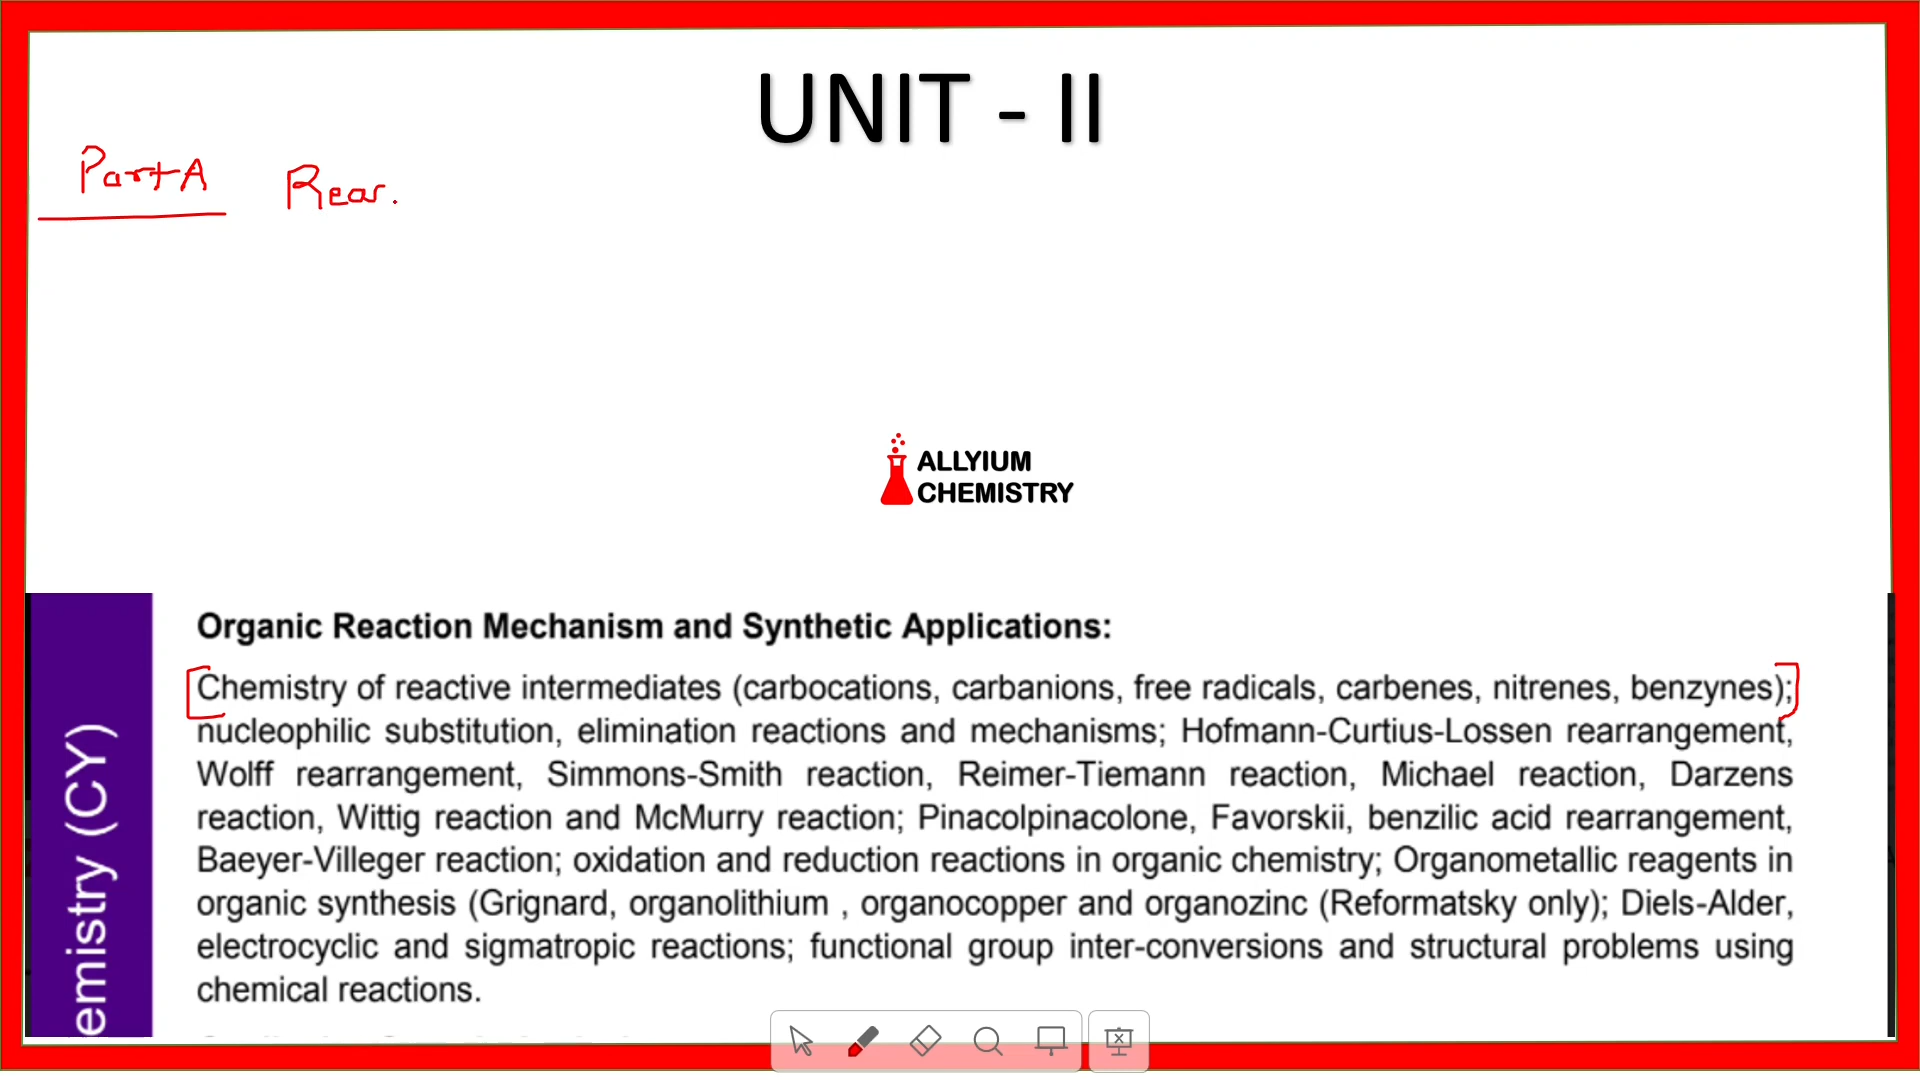 UNIT - II
Part A Rear.
ALLYIUM
CHEMISTRY
Organic Reaction Mechanism and Synthetic Applications:
Chemistry of reactive intermediates (carbocations, carbanions, free radicals, carbenes, nitrenes, benzynes);
nucleophilic substitution, elimination reactions and mechanisms; Hofmann-Curtius-Lossen rearrangement,
Wolff rearrangement, Simmons-Smith reaction, Reimer-Tiemann reaction, Michael reaction, Darzens
reaction, Wittig reaction and McMurry reaction; Pinacolpinacolone, Favorskii, benzilic acid rearrangement,
Baeyer-Villeger reaction; oxidation and reduction reactions in organic chemistry; Organometallic reagents in
organic synthesis (Grignard, organolithium , organocopper and organozinc (Reformatsky only); Diels-Alder,
electrocyclic and sigmatropic reactions; functional group inter-conversions and structural problems using
chemical reactions.
emistry (CY)